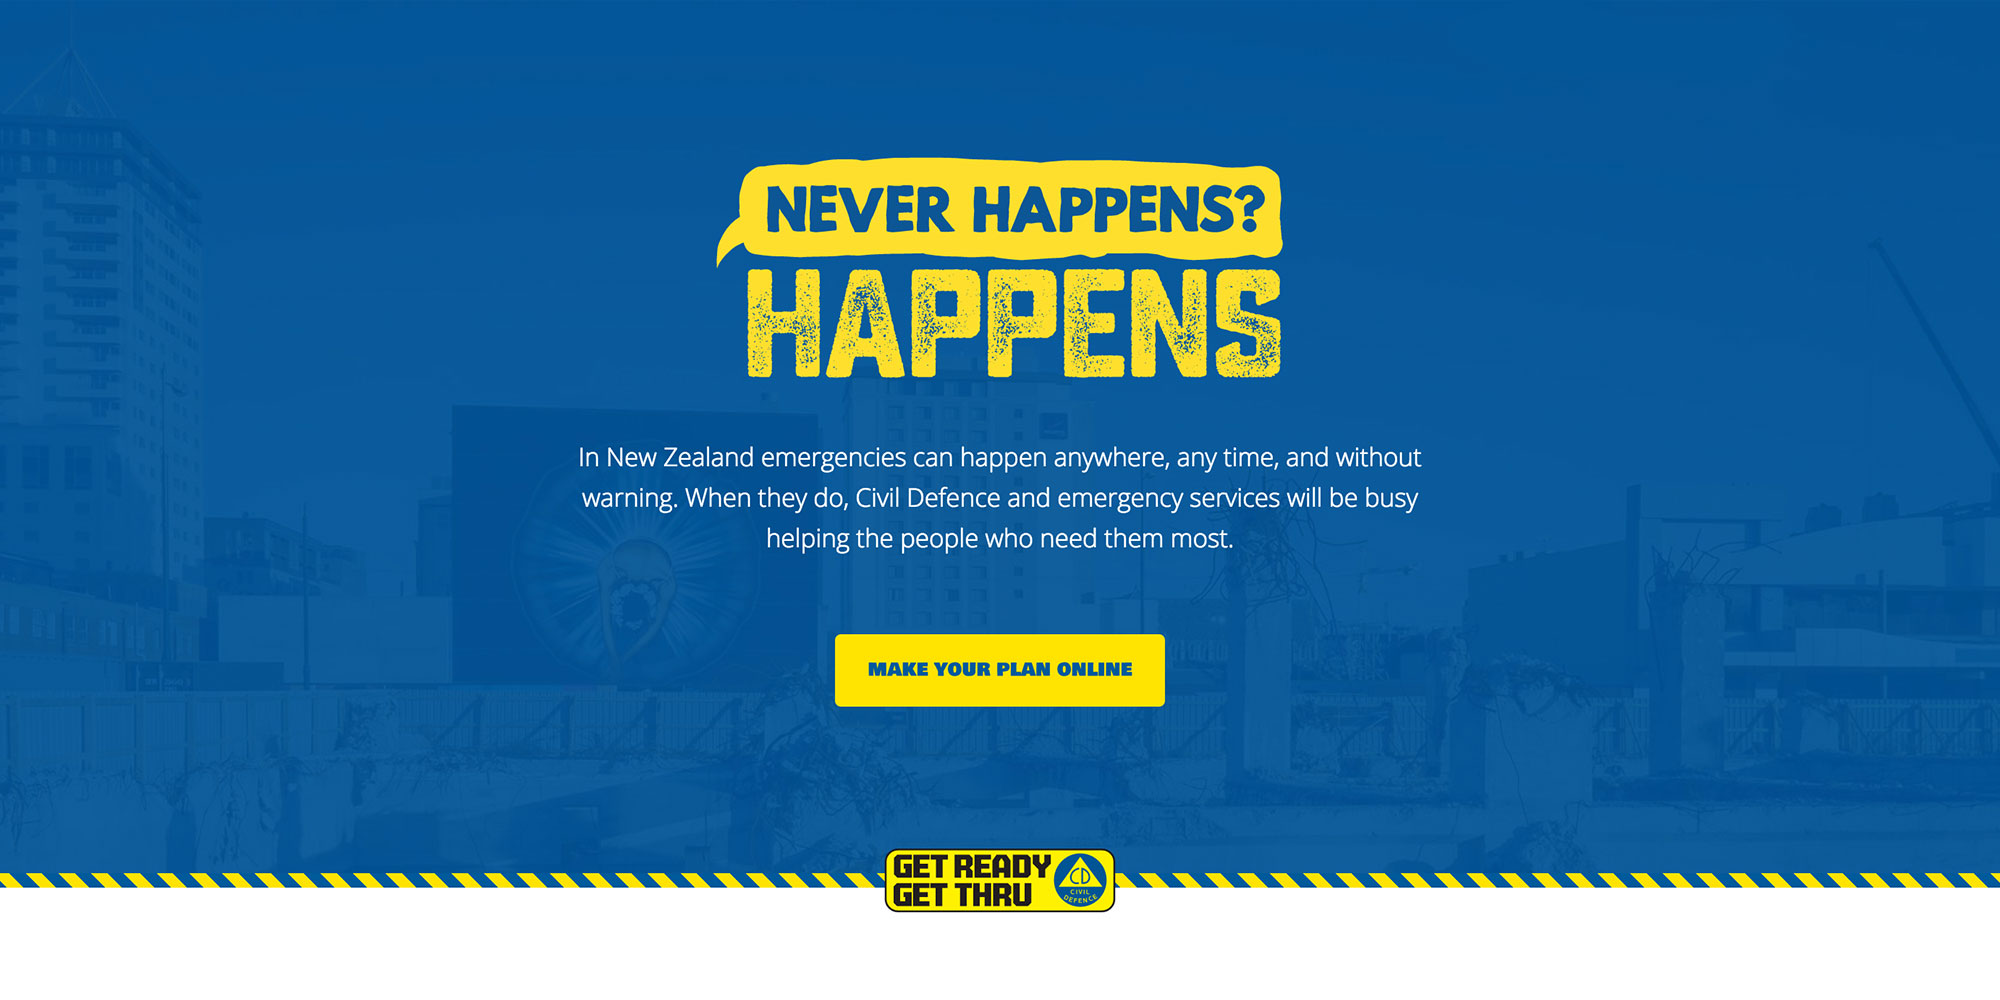 NEVER HAPPENS?
HAPPENS
In New Zealand emergencies can happen anywhere, any time, and without
warning. When they do, Civil Defence and emergency services will be busy
helping the people who need them most.
MAKE YOUR PLAN ONLINE
GET READY
GET THRU
CD
CIVIL
DEFENCE